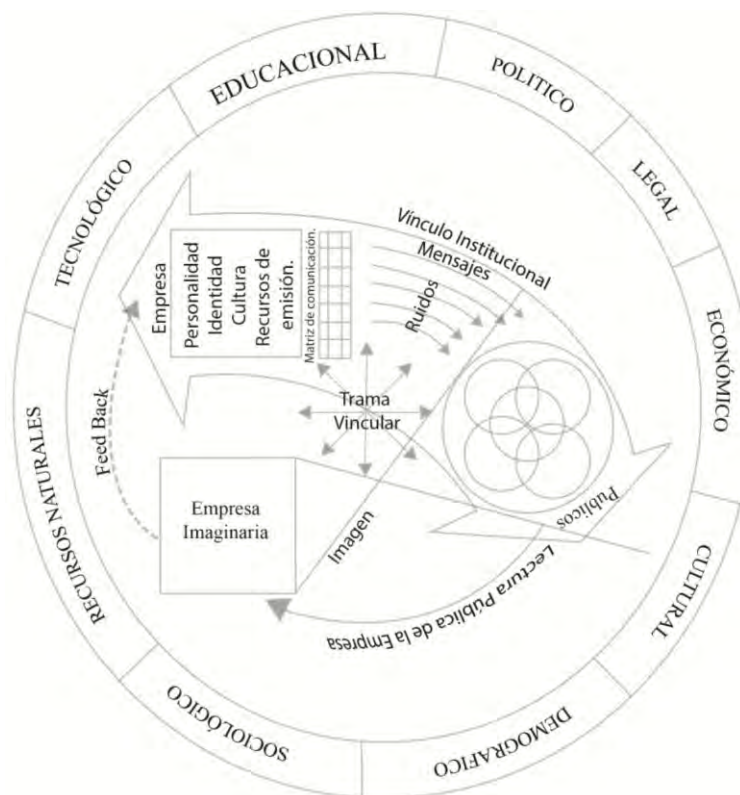 EDUCACIONAL
POLITICO
LEGAL
ECONÓMICO
CULTURAL
DEMOGRAFICO
SOCIOLÓGICO
RECURSOS NATURALES
TECNOLÓGICO
Empresa
Personalidad
Identidad
Cultura
Recursos de
emisión.
Matriz de comunicación.
Vínculo Institucional
Mensajes
Ruidos
Trama
Vincular
Feed Back
Empresa
Imaginaria
Imagen
Publicos
Lectura Pública de la Empresa